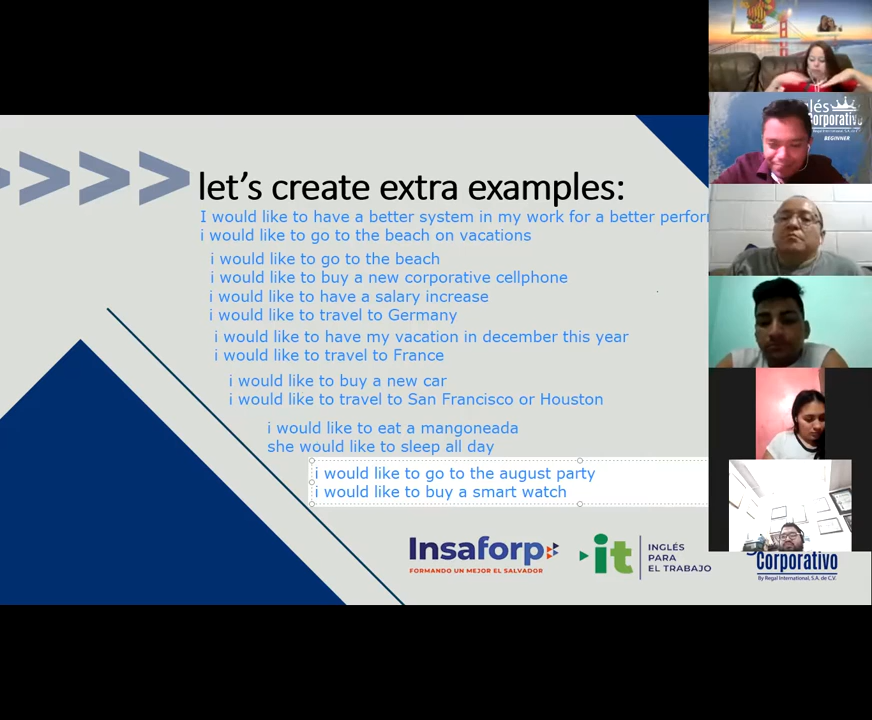 lés
Corporativo
By Regal International, S.A. de C.V.
BEGINNER
>>>>
let's create extra examples:
I would like to have a better system in my work for a better
i would like to go to the beach on vacations
i would like to go to the beach
i would like to buy a new corporative cellphone
i would like to have a salary increase
i would like to travel to Germany
i would like to have my vacation in december this year
i would like to travel to France
i would like to buy a new car
i would like to travel to San Francisco or Houston
i would like to eat a mangoneada
she would like to sleep all day
i would like to go to the august party
i would like to buy a smart watch
Insaforp
FORMANDO UN MEJOR EL SALVADOR
it
INGLÉS
PARA
EL TRABAJO
Corporativo
By Regal International, S.A. de C.V.